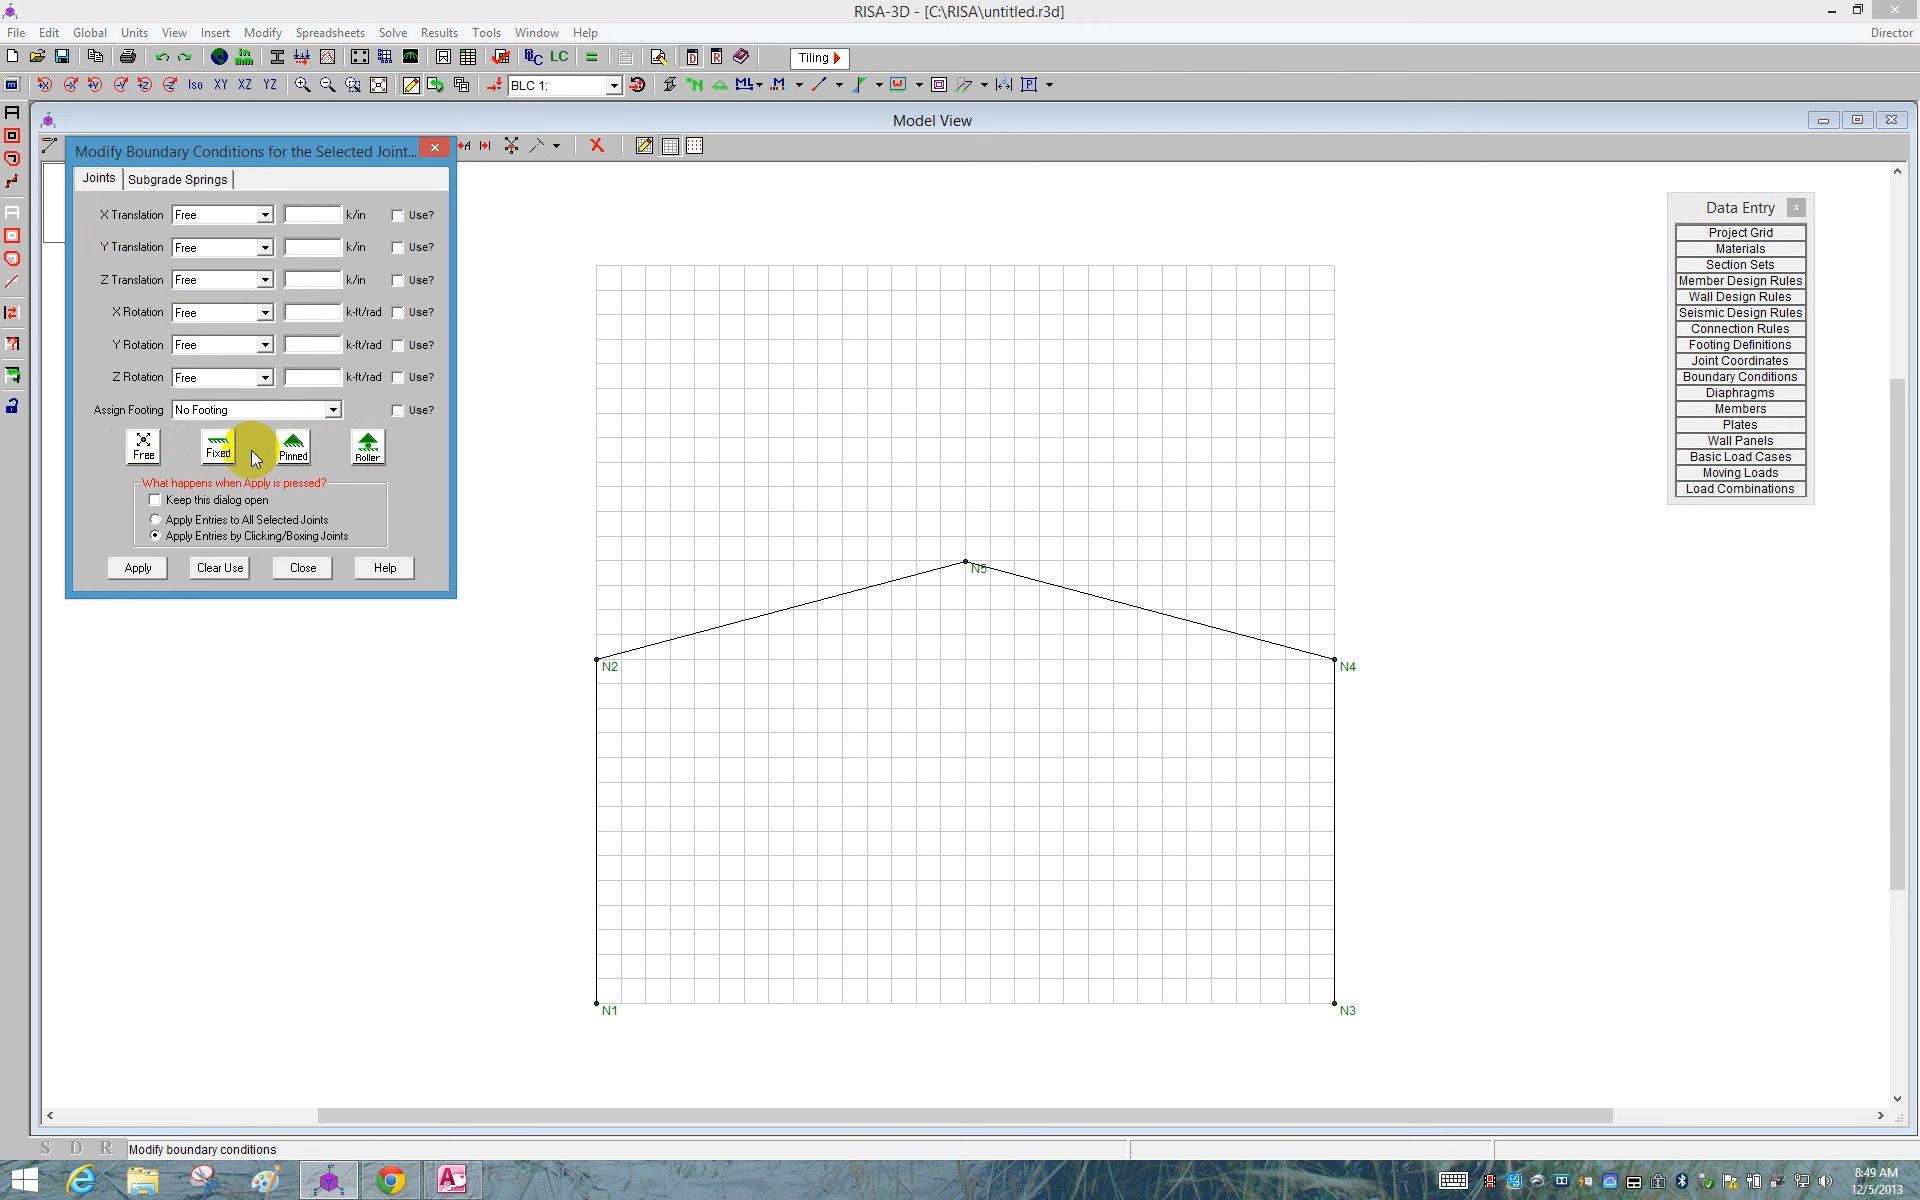 RISA-3D - [C:\RISA\untitled.r3d]
File Edit Global Units View Insert Modify Spreadsheets Solve Results Tools Window Help Director
LC D R Tiling
Iso XY XZ YZ BLC 1: N ML M W P
Model View
Modify Boundary Conditions for the Selected Joint...
Joints Subgrade Springs
X Translation Free k/in Use?
Y Translation Free k/in Use?
Z Translation Free k/in Use?
X Rotation Free k-ft/rad Use?
Y Rotation Free k-ft/rad Use?
Z Rotation Free k-ft/rad Use?
Assign Footing No Footing Use?
Free Fixed Pinned Roller
What happens when Apply is pressed?
Keep this dialog open
Apply Entries to All Selected Joints
Apply Entries by Clicking/Boxing Joints
Apply Clear Use Close Help
Data Entry
Project Grid
Materials
Section Sets
Member Design Rules
Wall Design Rules
Seismic Design Rules
Connection Rules
Footing Definitions
Joint Coordinates
Boundary Conditions
Diaphragms
Members
Plates
Wall Panels
Basic Load Cases
Moving Loads
Load Combinations
N5
N2
N4
N1
N3
S D R Modify boundary conditions
8:49 AM
12/5/2013